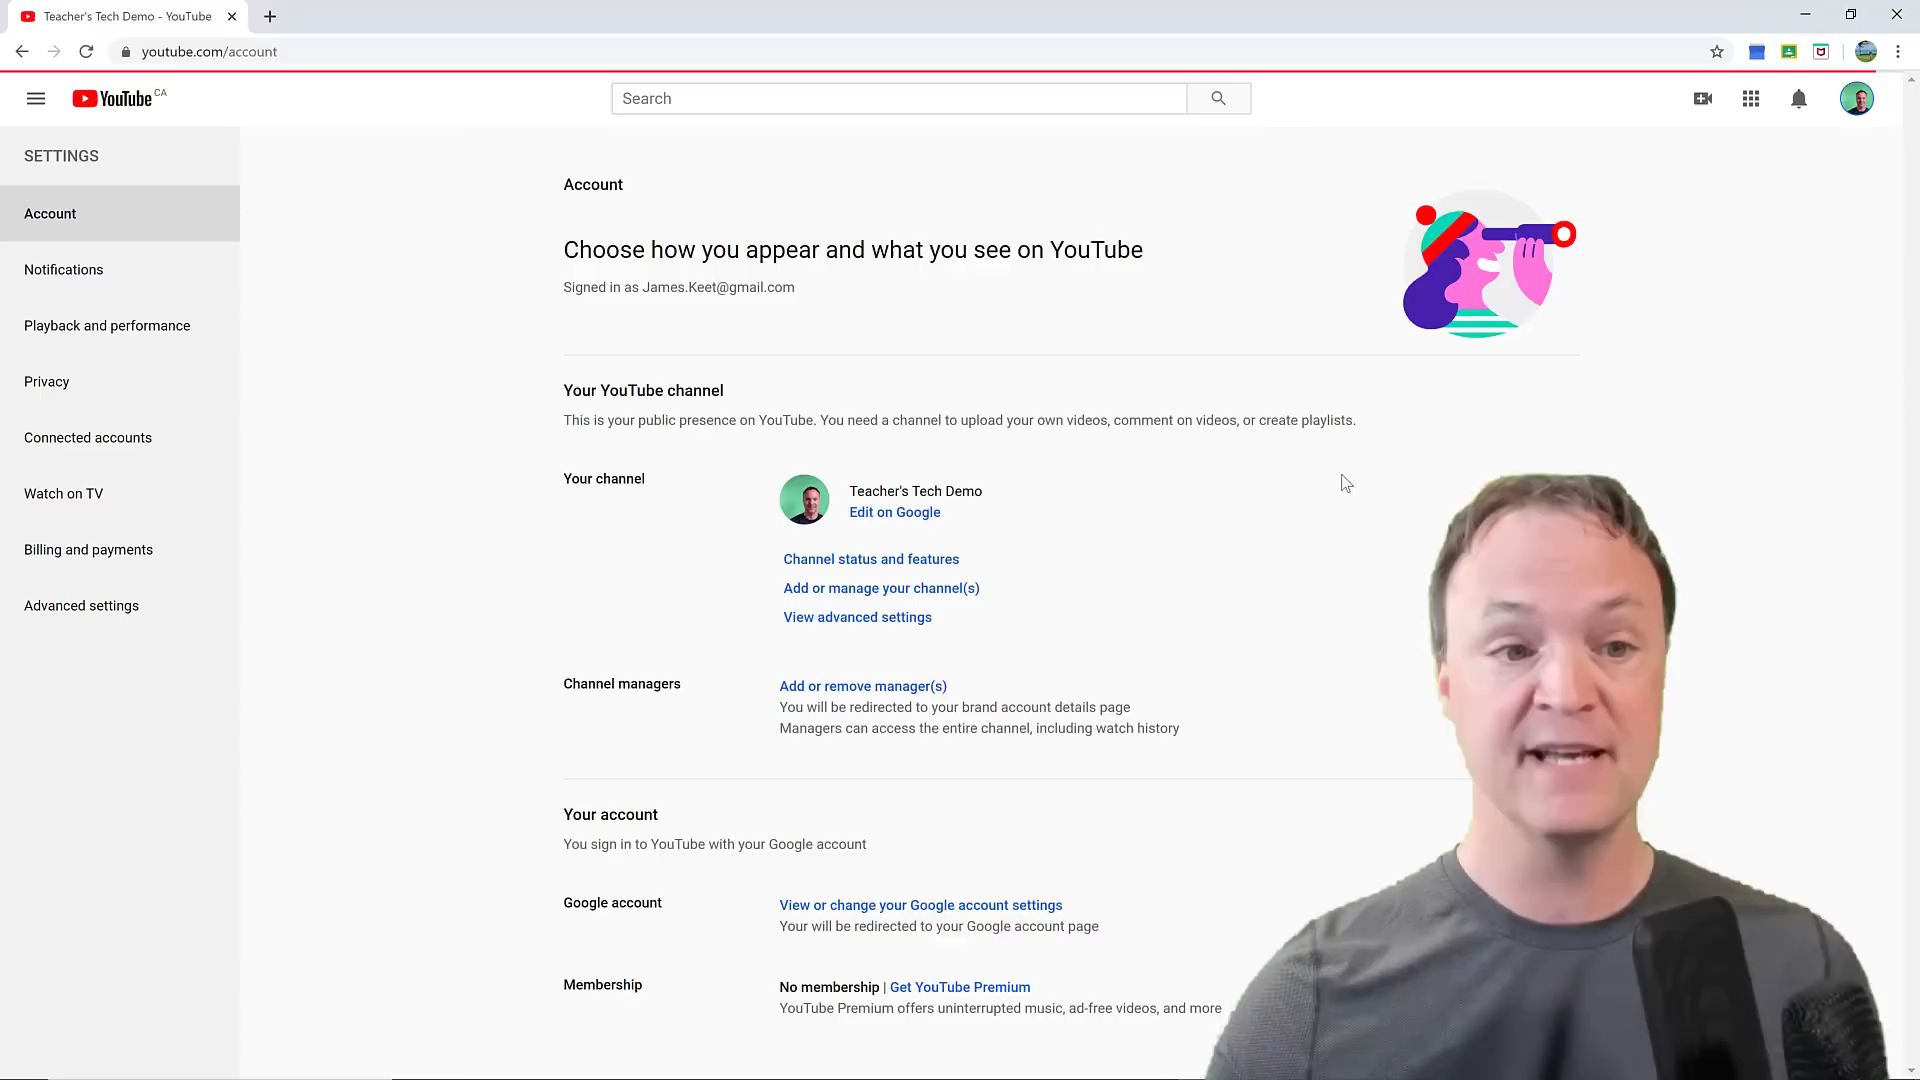 Teacher's Tech Demo - YouTube
youtube.com/account
YouTube CA
Search
SETTINGS
Account
Notifications
Playback and performance
Privacy
Connected accounts
Watch on TV
Billing and payments
Advanced settings
Account
Choose how you appear and what you see on YouTube
Signed in as James.Keet@gmail.com
Your YouTube channel
This is your public presence on YouTube. You need a channel to upload your own videos, comment on videos, or create playlists.
Your channel
Teacher's Tech Demo
Edit on Google
Channel status and features
Add or manage your channel(s)
View advanced settings
Channel managers
Add or remove manager(s)
You will be redirected to your brand account details page
Managers can access the entire channel, including watch history
Your account
You sign in to YouTube with your Google account
Google account
View or change your Google account settings
Your will be redirected to your Google account page
Membership
No membership | Get YouTube Premium
YouTube Premium offers uninterrupted music, ad-free videos, and more